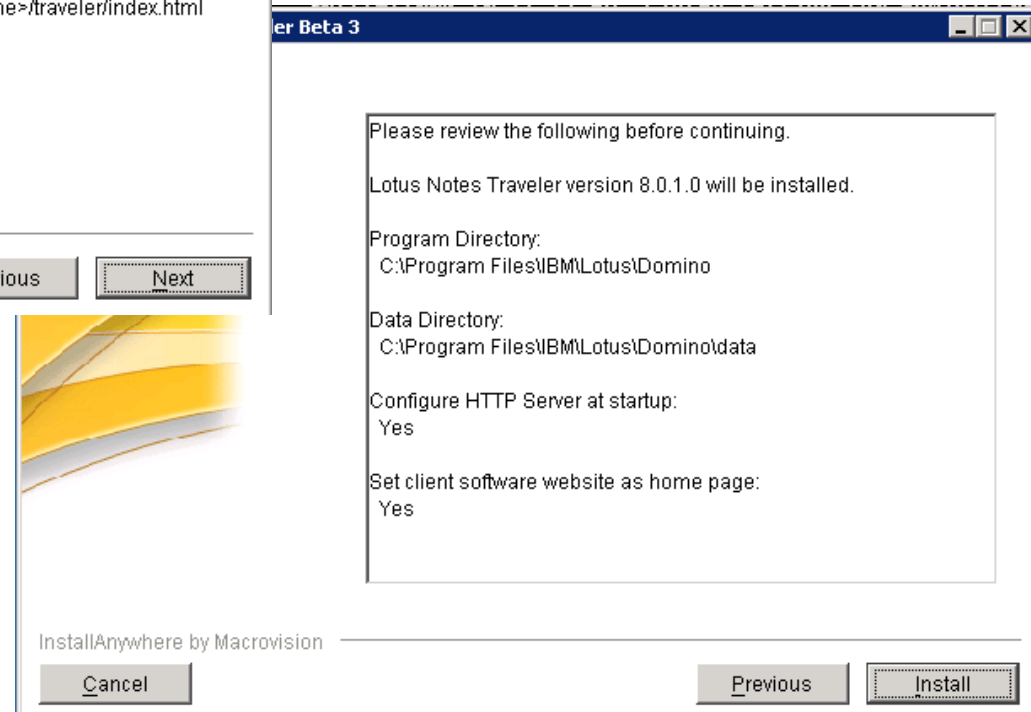 >/traveler/index.html
Next
er Beta 3
Please review the following before continuing.
Lotus Notes Traveler version 8.0.1.0 will be installed.
Program Directory:
C:\Program Files\IBM\Lotus\Domino
Data Directory:
C:\Program Files\IBM\Lotus\Domino\data
Configure HTTP Server at startup:
Yes
Set client software website as home page:
Yes
InstallAnywhere by Macrovision
Cancel
Previous
Install